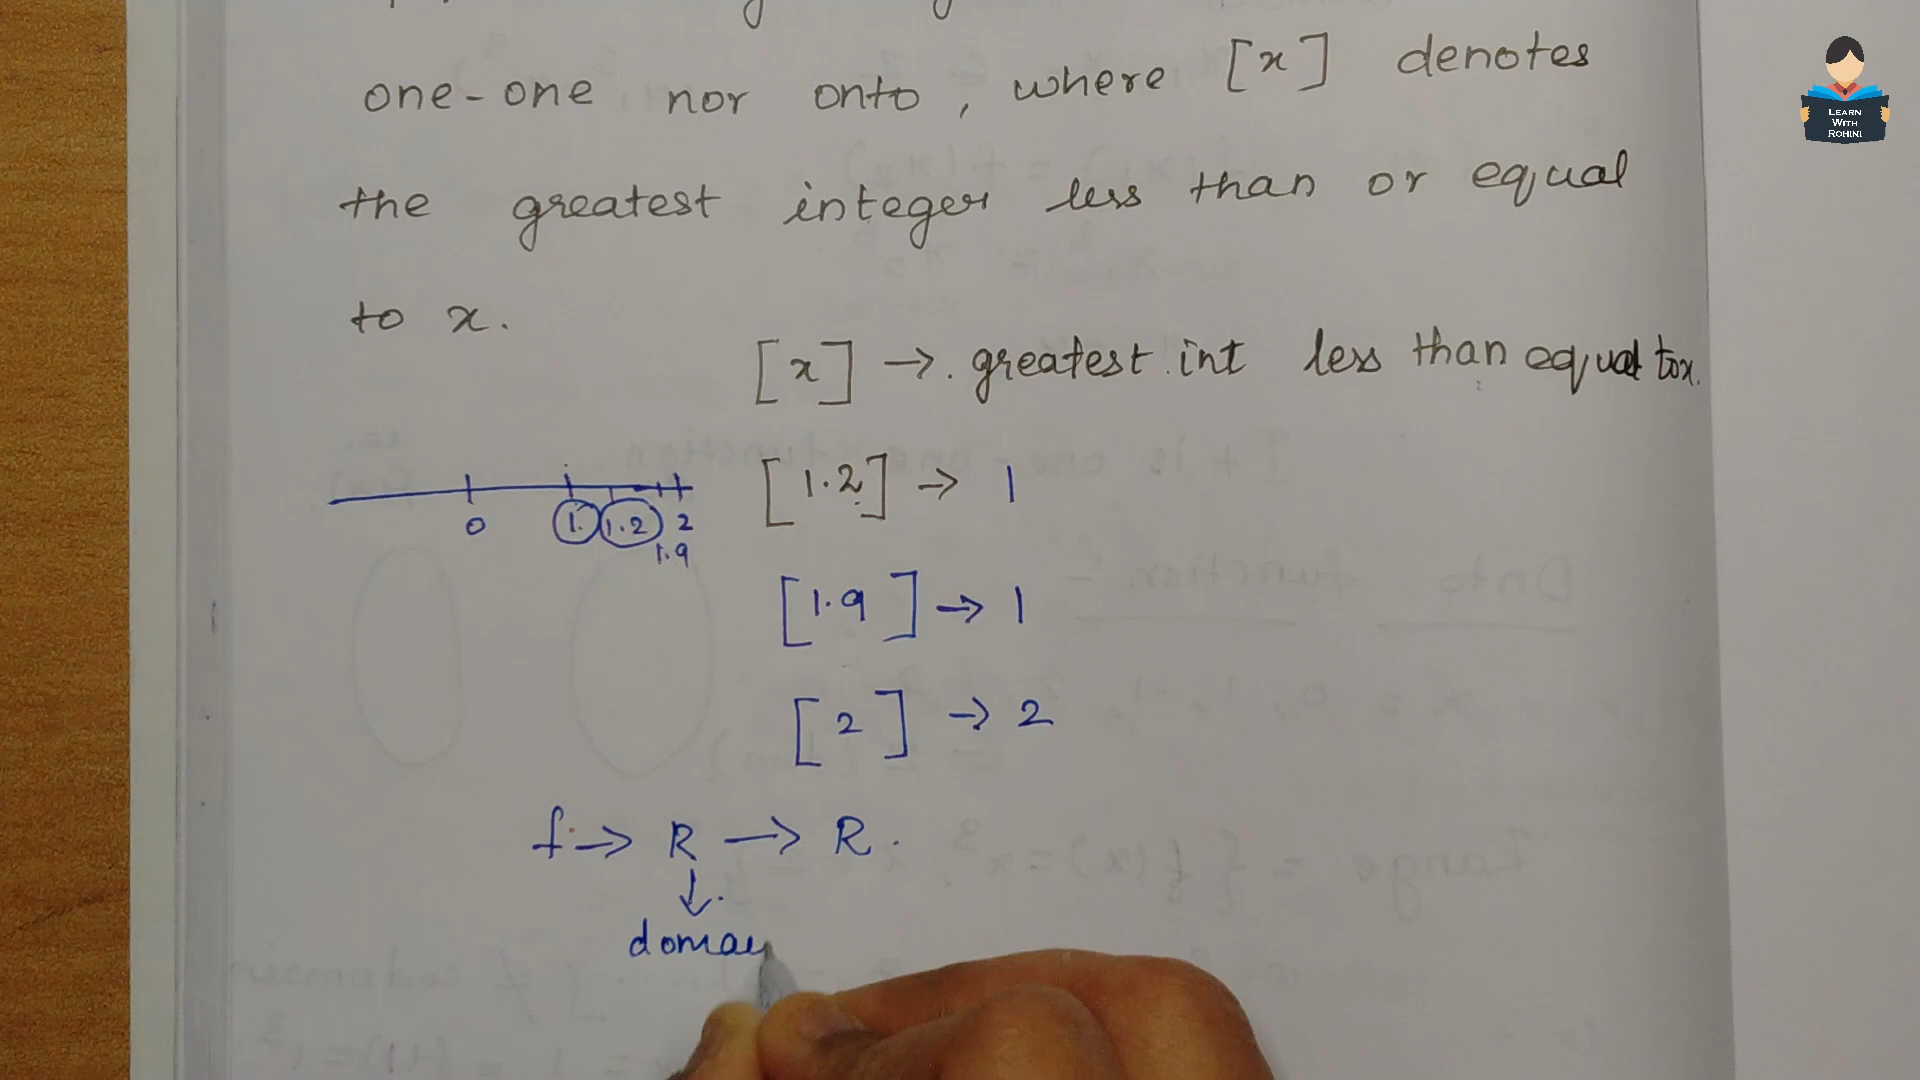 one-one nor onto, where [x] denotes
the greatest integer less than or equal
to x.
[x] → greatest int less than equal to x.
[1.2] → 1
0 1. 1.2 2
1.9
[1.9] → 1
[2] → 2
f → R → R.
↓
domain
LEARN
WITH
ROHINI